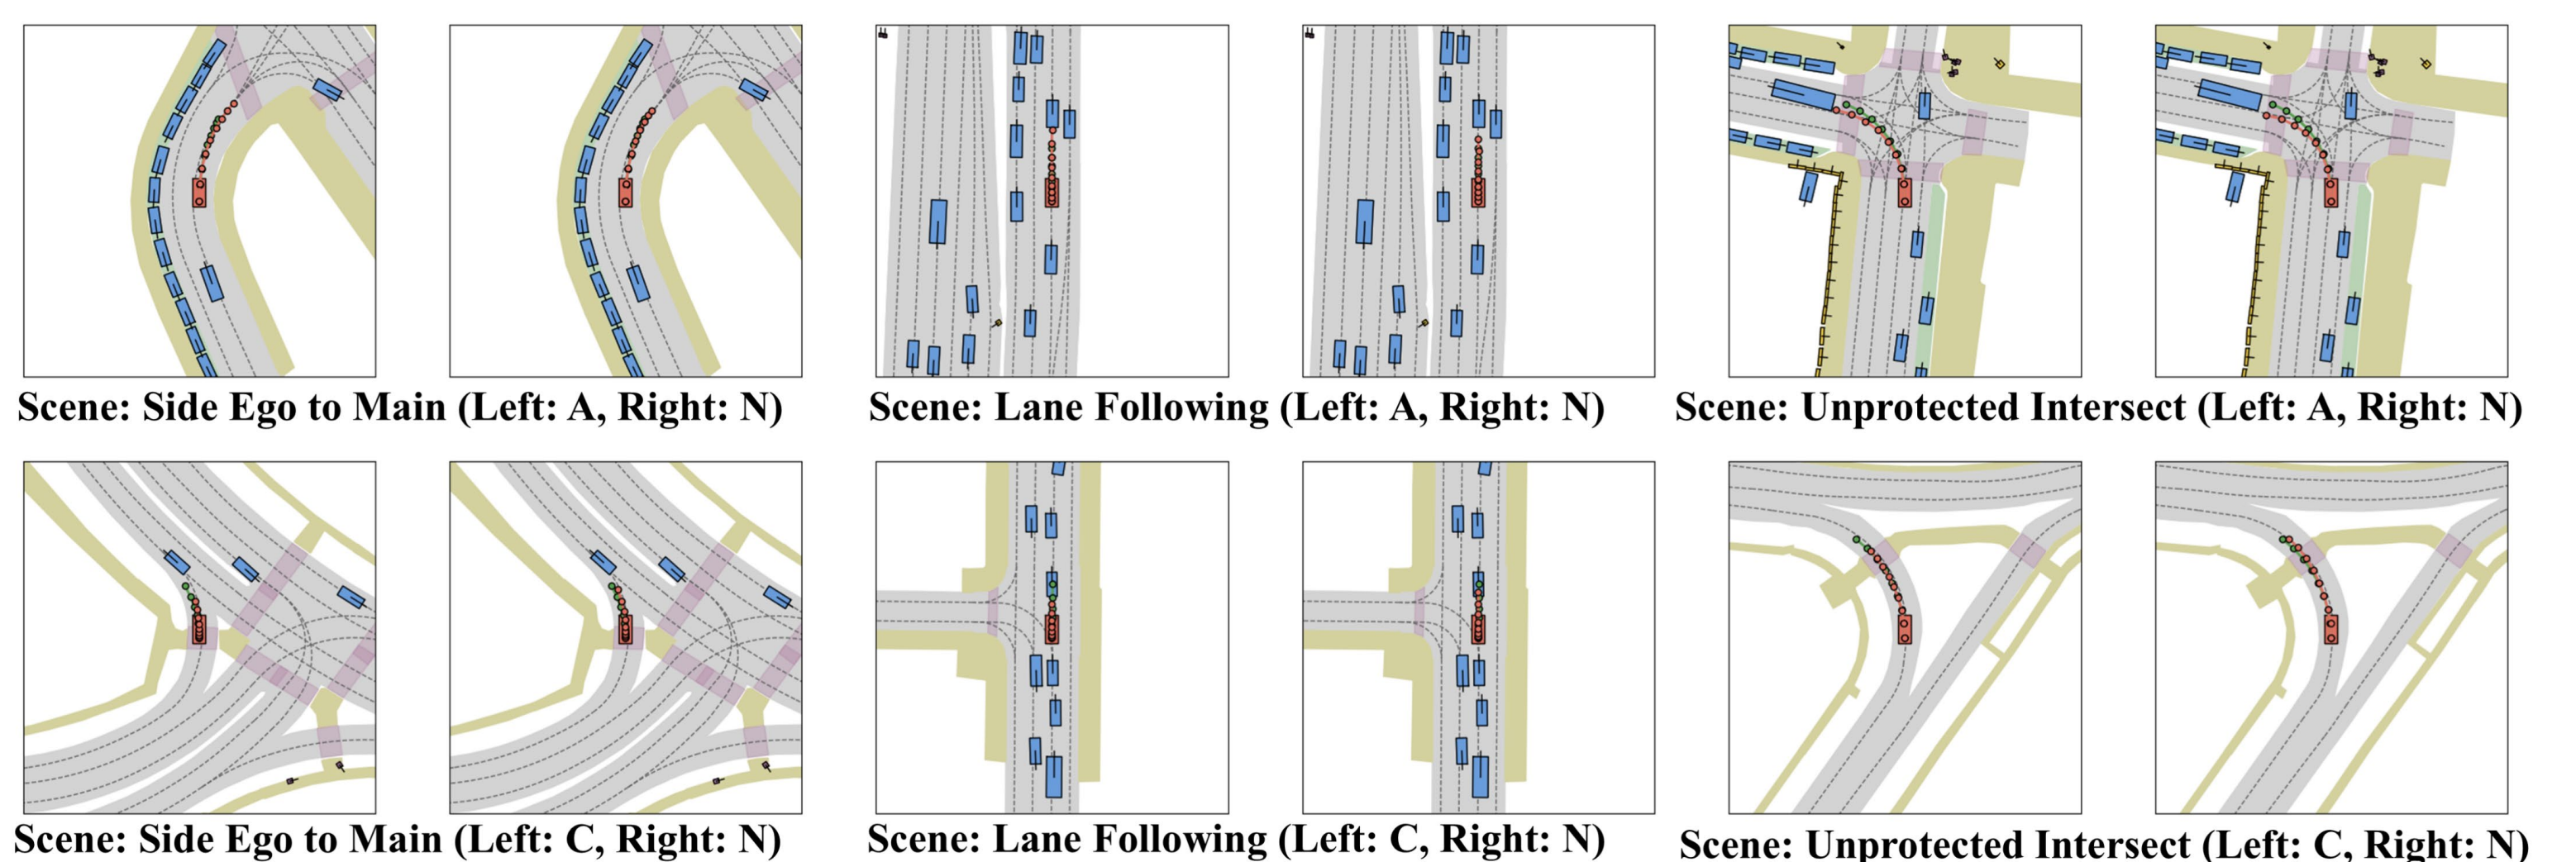 Scene: Side Ego to Main (Left: A, Right: N)
Scene: Lane Following (Left: A, Right: N)
Scene: Unprotected Intersect (Left: A, Right: N)
Scene: Side Ego to Main (Left: C, Right: N)
Scene: Lane Following (Left: C, Right: N)
Scene: Unprotected Intersect (Left: C, Right: N)